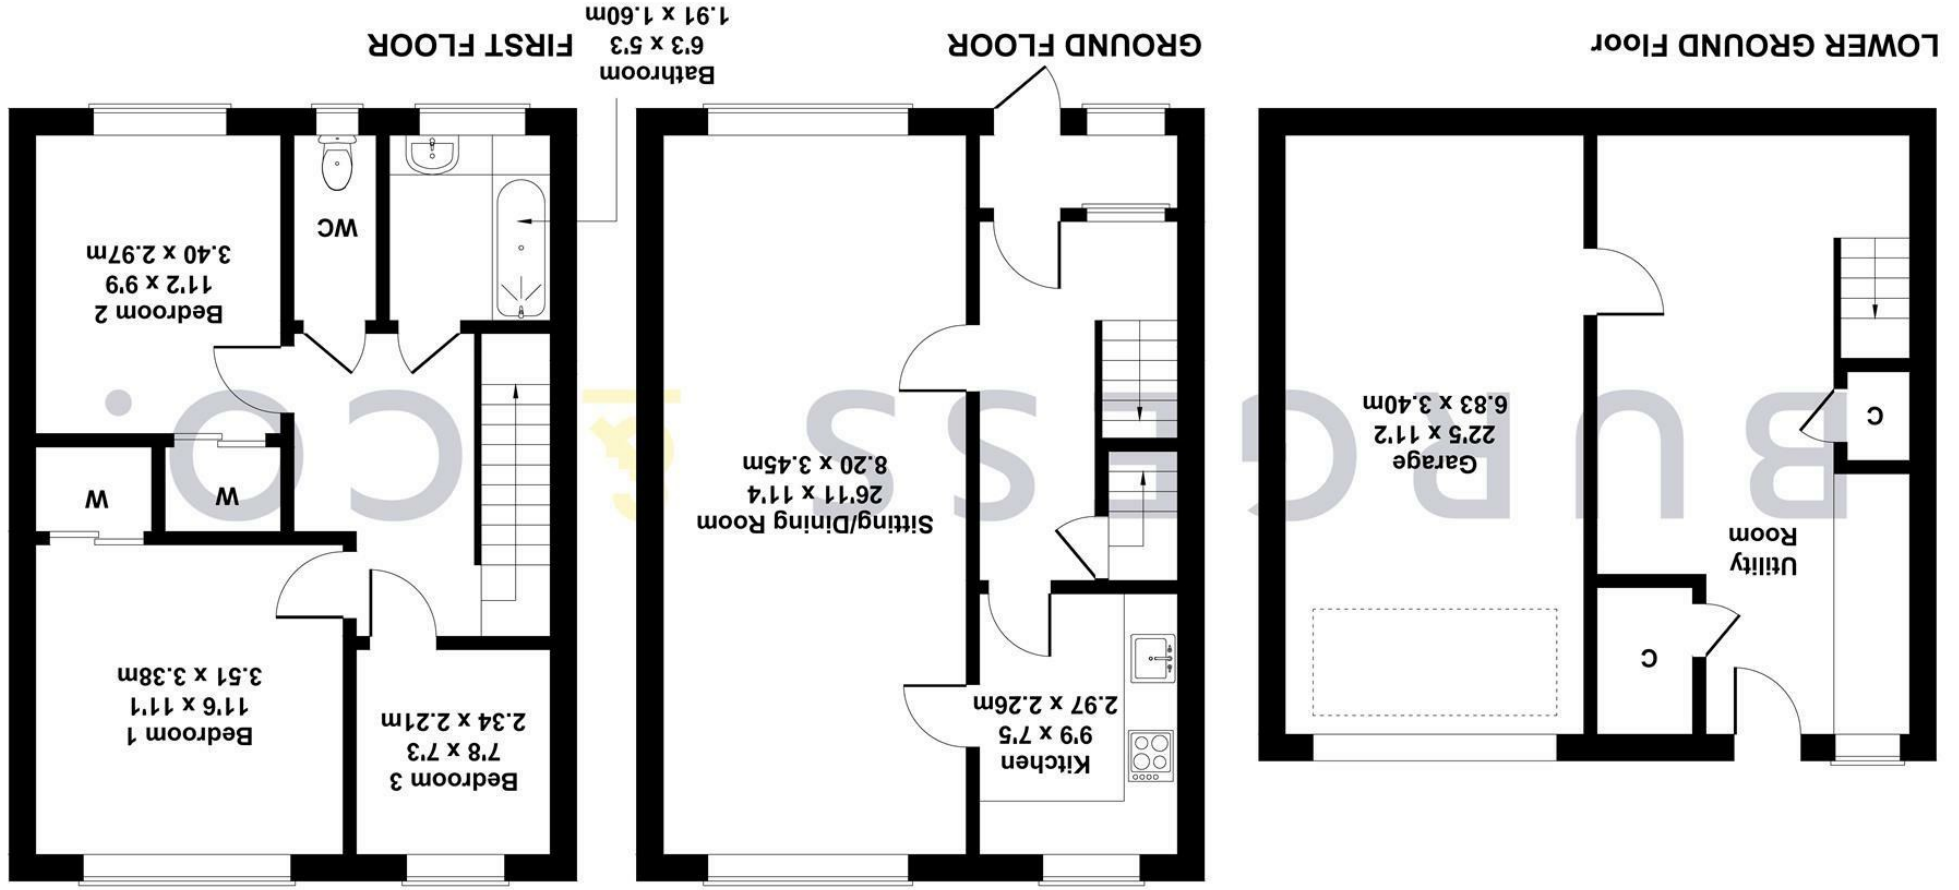 BURGESS & CO.
Utility
Room
C
C
Garage
22'5 x 11'2
6.83 x 3.40m
LOWER GROUND Floor
Kitchen
9'9 x 7'5
2.97 x 2.26m
Sitting/Dining Room
26'11 x 11'4
8.20 x 3.45m
GROUND FLOOR
Bedroom 3
7'8 x 7'3
2.34 x 2.21m
Bedroom 1
11'6 x 11'1
3.51 x 3.38m
W
W
Bedroom 2
11'2 x 9'9
3.40 x 2.97m
WC
Bathroom
6'3 x 5'3
1.91 x 1.60m
FIRST FLOOR